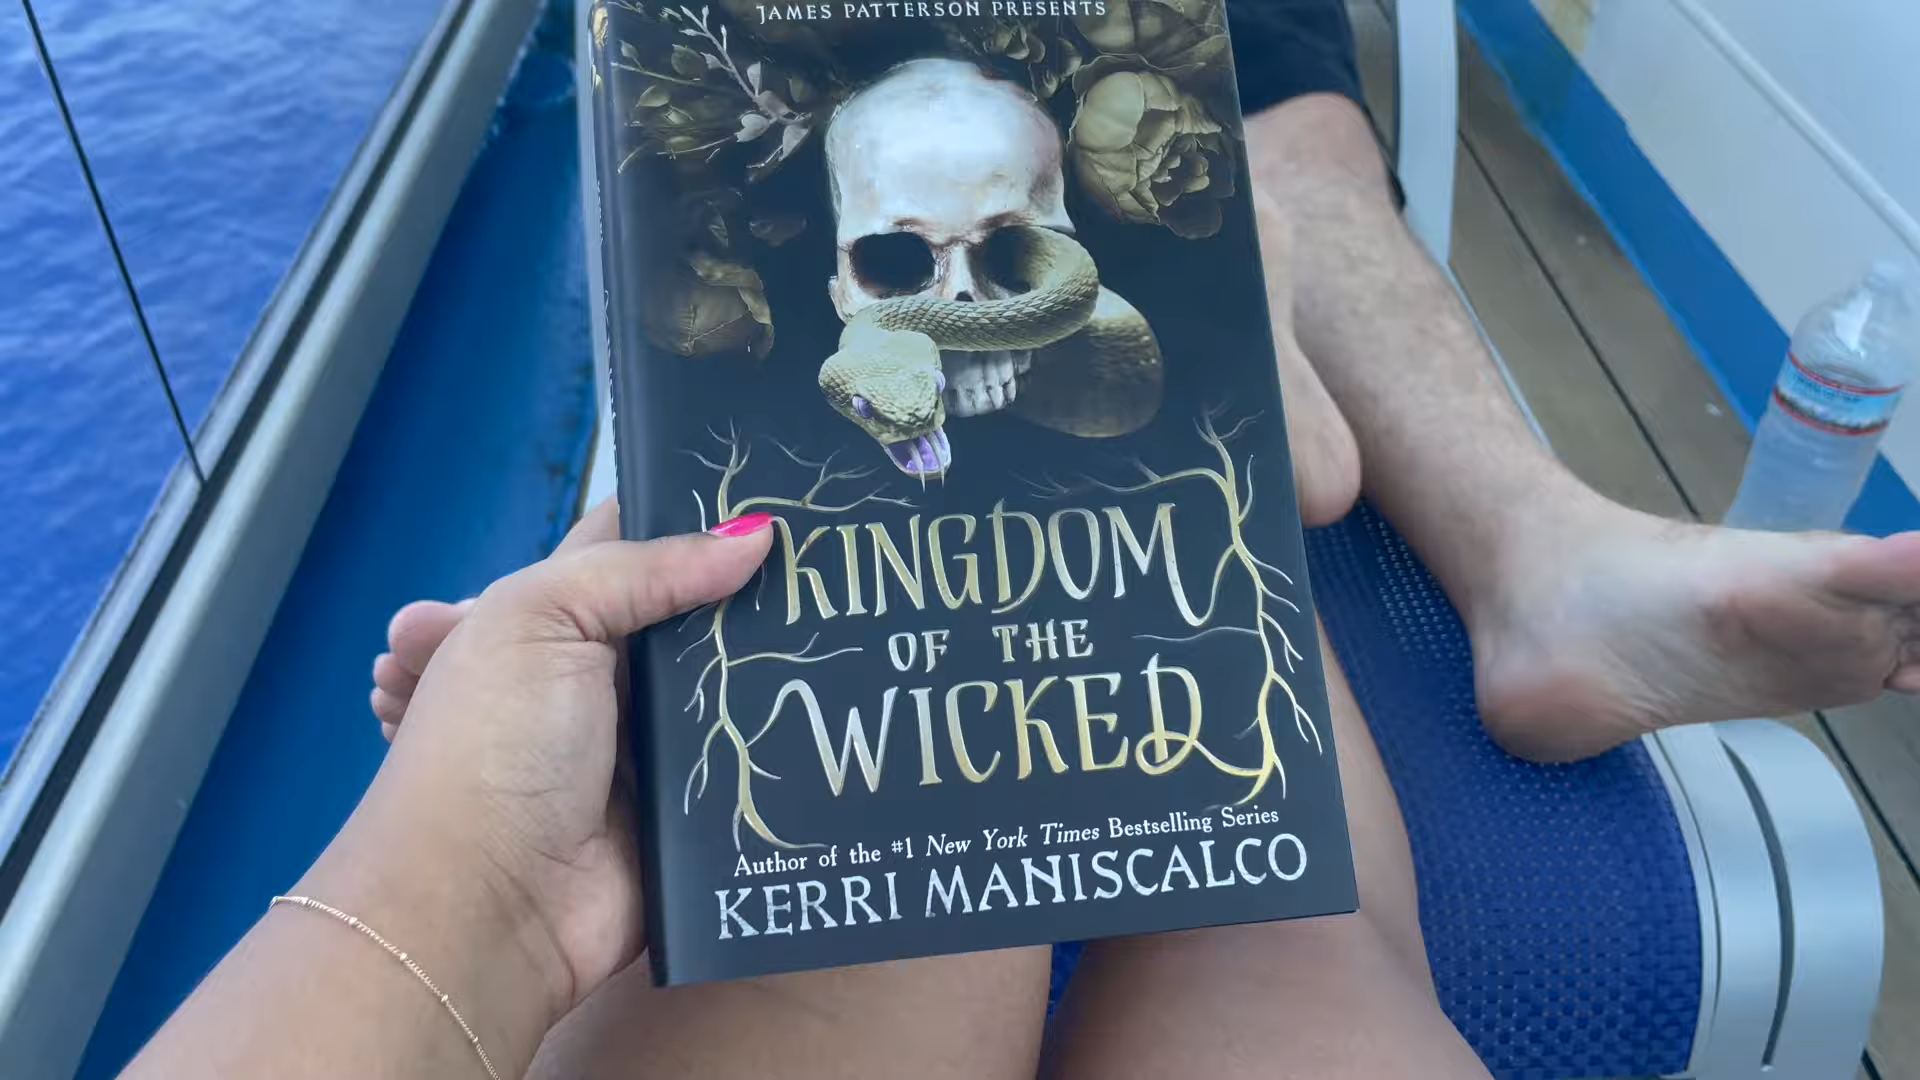 JAMES PATTERSON PRESENTS
KINGDOM
OF THE
WICKED
Author of the #1 New York Times Bestselling Series
KERRI MANISCALCO